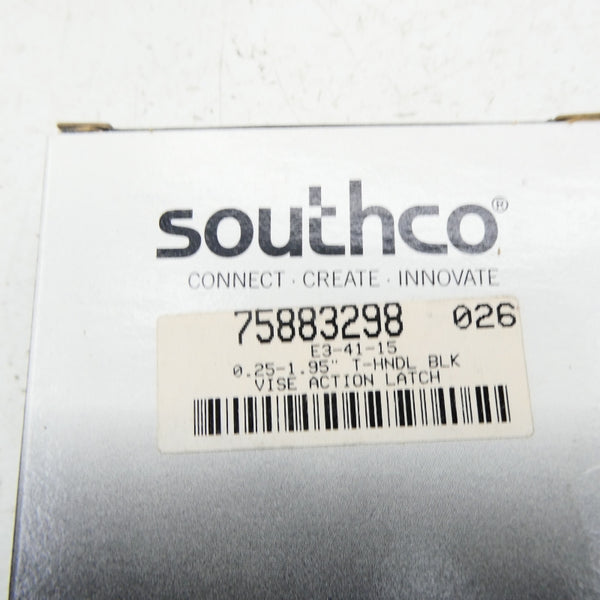 southco®
CONNECT · CREATE · INNOVATE
75883298 026
E3-41-15
0.25-1.95" T-HNDL BLK
VISE ACTION LATCH